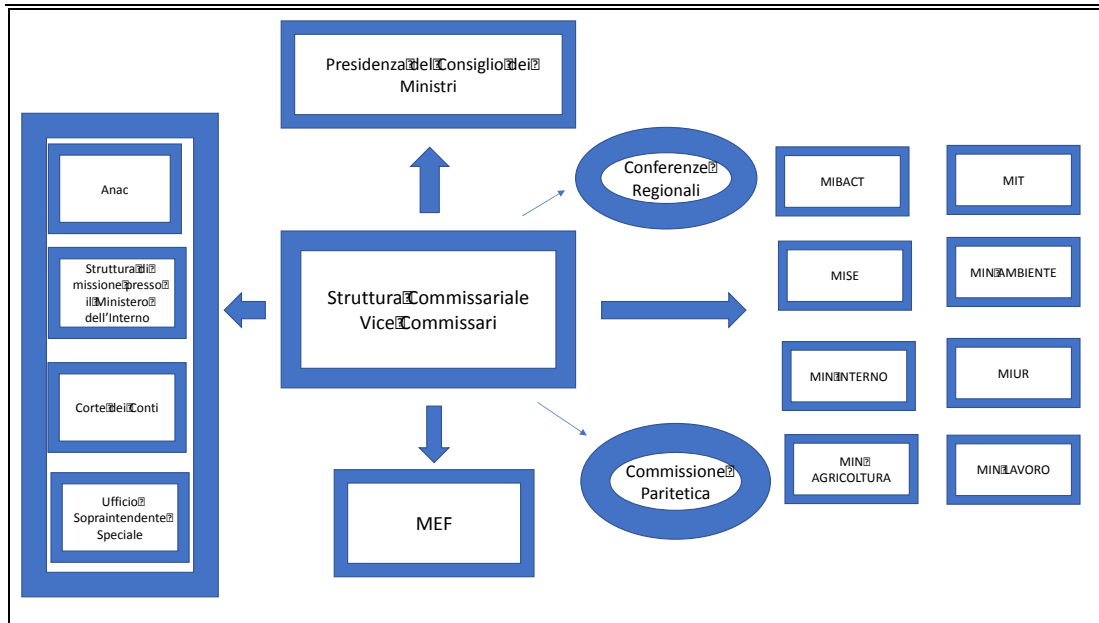 Presidenza del Consiglio dei
Ministri
Anac
Struttura di
missione presso
il Ministero
dell'Interno
Corte dei Conti
Ufficio
Sopraintendente
Speciale
Struttura Commissariale
Vice Commissari
MEF
Conferenze
Regionali
Commissione
Paritetica
MIBACT
MIT
MISE
MIN AMBIENTE
MIN INTERNO
MIUR
MIN
AGRICOLTURA
MIN LAVORO